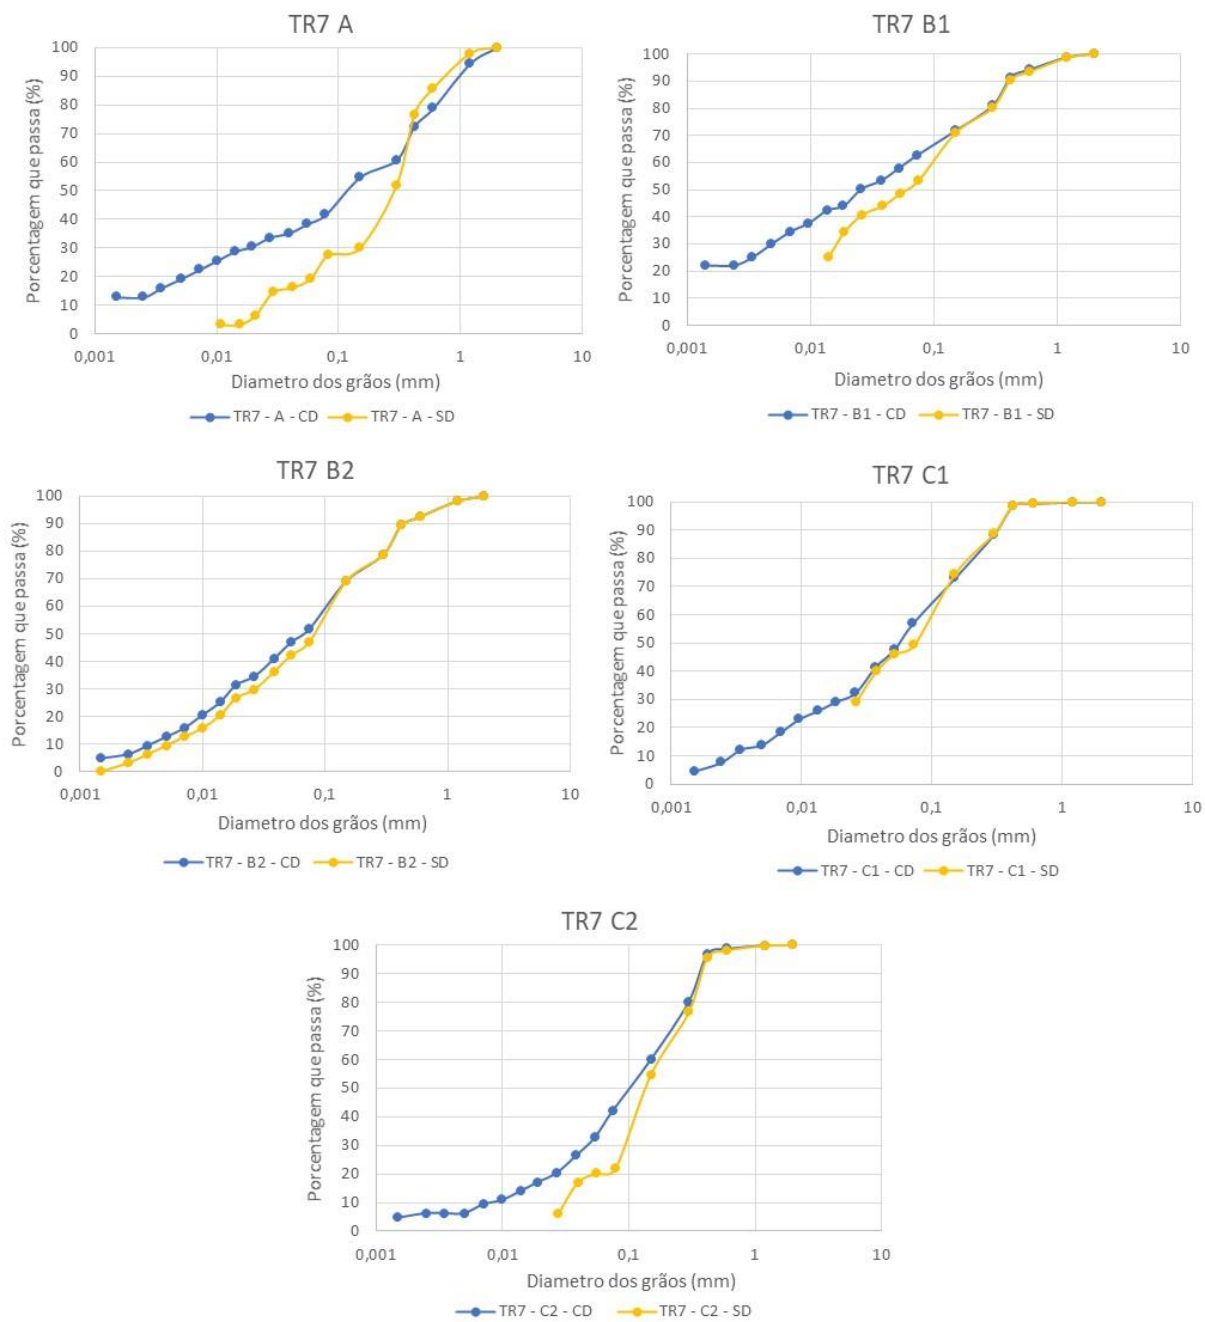 TR7 A
Porcentagem que passa (%)
100
90
80
70
60
50
40
30
20
10
0
0,001 0,01 0,1 1 10
Diametro dos grãos (mm)
TR7 - A - CD TR7 - A - SD
TR7 B1
Porcentagem que passa (%)
100
90
80
70
60
50
40
30
20
10
0
0,001 0,01 0,1 1 10
Diametro dos grãos (mm)
TR7 - B1 - CD TR7 - B1 - SD
TR7 B2
Porcentagem que passa (%)
100
90
80
70
60
50
40
30
20
10
0
0,001 0,01 0,1 1 10
Diametro dos grãos (mm)
TR7 - B2 - CD TR7 - B2 - SD
TR7 C1
Porcentagem que passa (%)
100
90
80
70
60
50
40
30
20
10
0
0,001 0,01 0,1 1 10
Diametro dos grãos (mm)
TR7 - C1 - CD TR7 - C1 - SD
TR7 C2
Porcentagem que passa (%)
100
90
80
70
60
50
40
30
20
10
0
0,001 0,01 0,1 1 10
Diametro dos grãos (mm)
TR7 - C2 - CD TR7 - C2 - SD